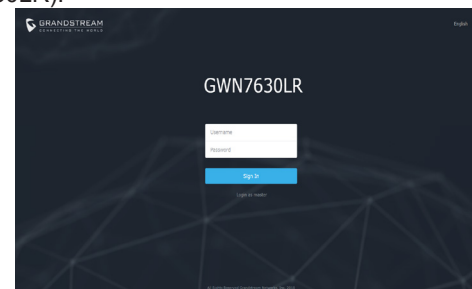 GRANDSTREAM
CONNECTING THE WORLD
English
GWN7630LR
Username
Password
Sign In